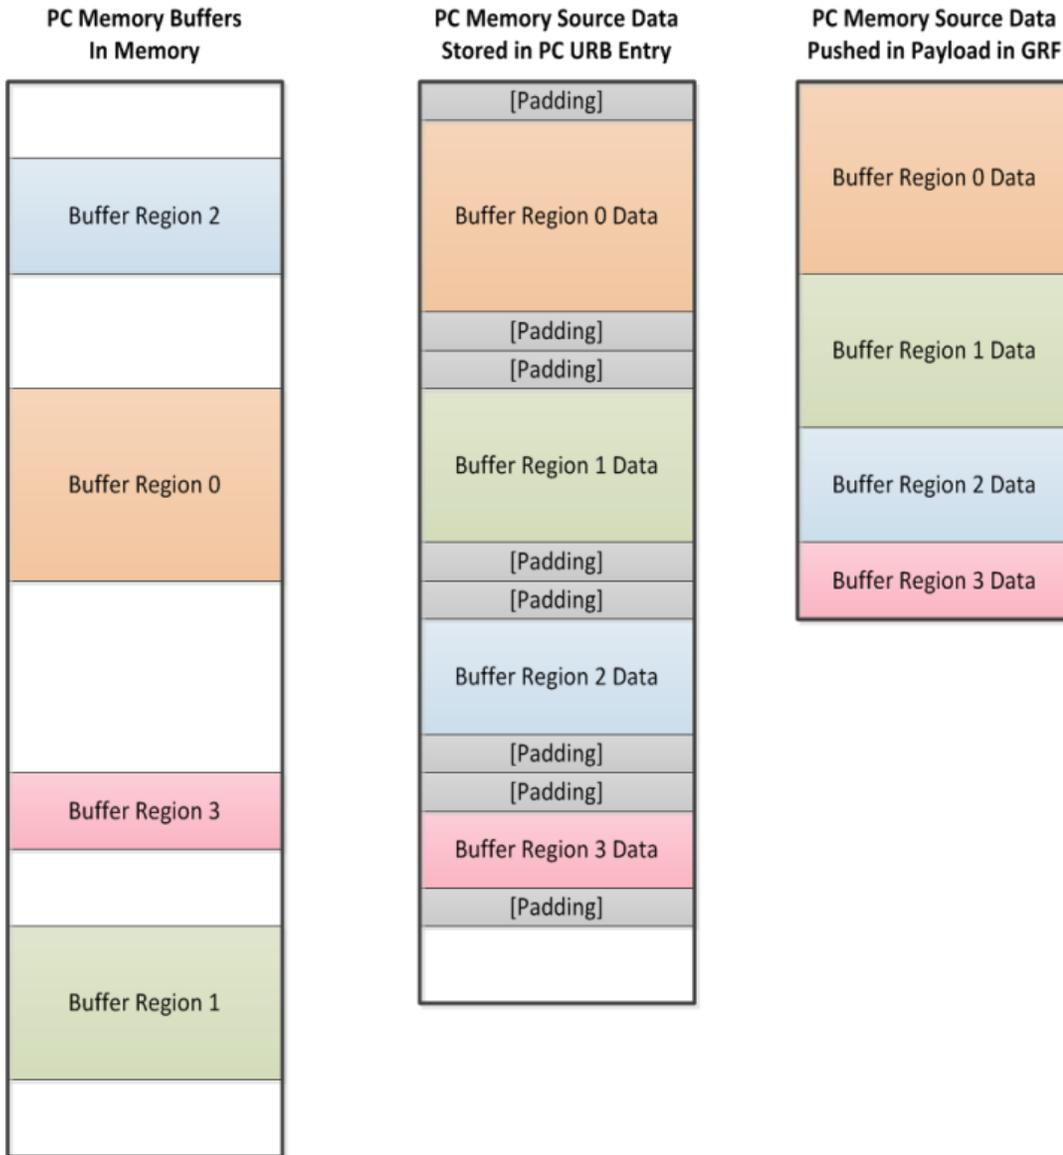 PC Memory Buffers
In Memory
Buffer Region 2
Buffer Region 0
Buffer Region 3
Buffer Region 1
PC Memory Source Data
Stored in PC URB Entry
[Padding]
Buffer Region 0 Data
[Padding]
[Padding]
Buffer Region 1 Data
[Padding]
[Padding]
Buffer Region 2 Data
[Padding]
[Padding]
Buffer Region 3 Data
[Padding]
PC Memory Source Data
Pushed in Payload in GRF
Buffer Region 0 Data
Buffer Region 1 Data
Buffer Region 2 Data
Buffer Region 3 Data